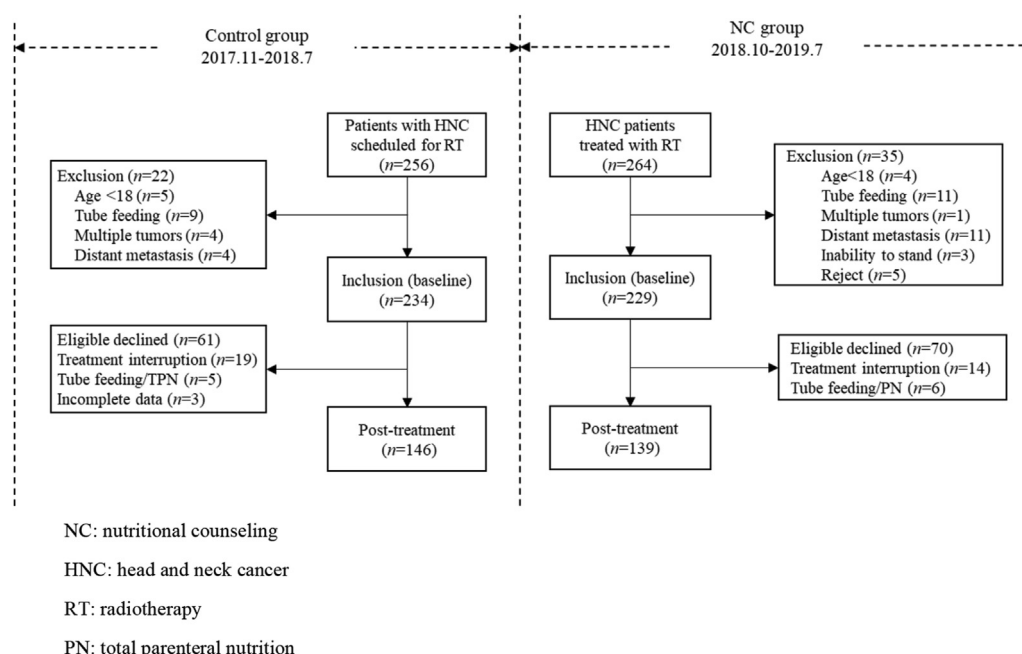 Control group
2017.11-2018.7
NC group
2018.10-2019.7
Patients with HNC
scheduled for RT
(n=256)
Exclusion (n=22)
Age <18 (n=5)
Tube feeding (n=9)
Multiple tumors (n=4)
Distant metastasis (n=4)
Inclusion (baseline)
(n=234)
Eligible declined (n=61)
Treatment interruption (n=19)
Tube feeding/TPN (n=5)
Incomplete data (n=3)
Post-treatment
(n=146)
HNC patients
treated with RT
(n=264)
Exclusion (n=35)
Age<18 (n=4)
Tube feeding (n=11)
Multiple tumors (n=1)
Distant metastasis (n=11)
Inability to stand (n=3)
Reject (n=5)
Inclusion (baseline)
(n=229)
Eligible declined (n=70)
Treatment interruption (n=14)
Tube feeding/PN (n=6)
Post-treatment
(n=139)
NC: nutritional counseling
HNC: head and neck cancer
RT: radiotherapy
PN: total parenteral nutrition